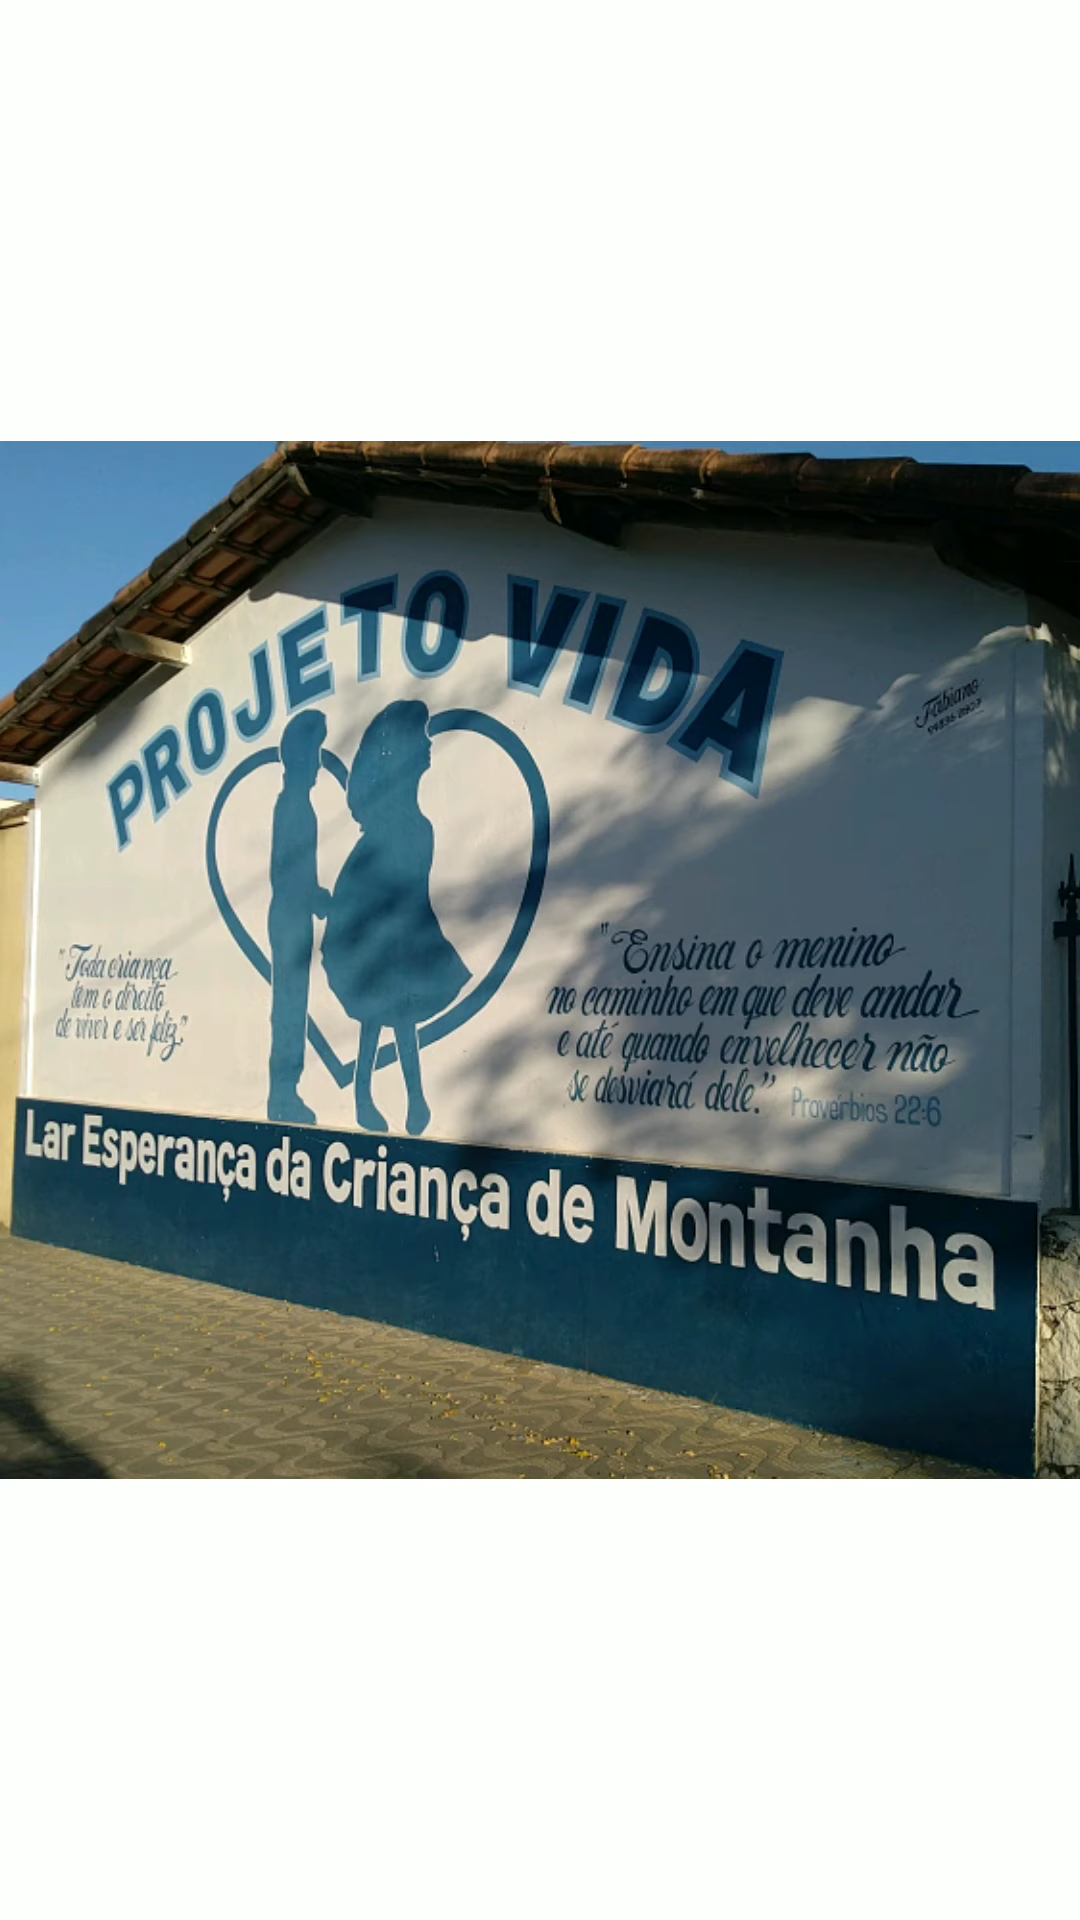 PROJETO VIDA
Fabiano
"Toda criança
tem o direito
de viver e ser feliz."
"Ensina o menino
no caminho em que deve andar
e até quando envelhecer não
se desviará dele." Provérbios 22:6
Lar Esperança da Criança de Montanha